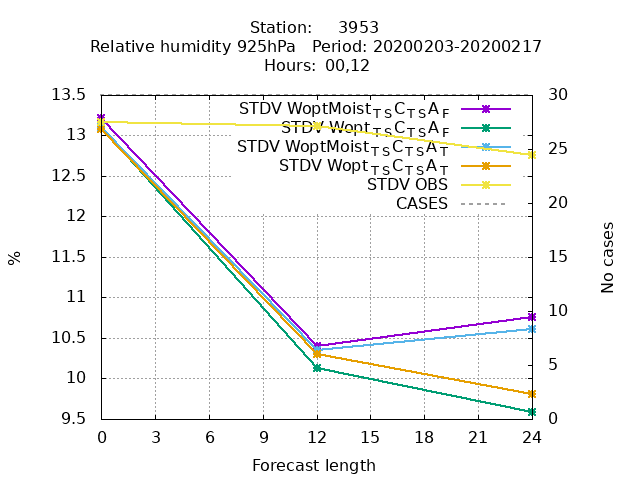 Station: 3953
Relative humidity 925hPa Period: 20200203-20200217
Hours: 00,12
STDV WoptMoistTSCTSAF
STDV WoptTSCTSAF
STDV WoptMoistTSCTSAT
STDV WoptTSCTSAT
STDV OBS
CASES
13.5
13
12.5
12
11.5
11
10.5
10
9.5
%
30
25
20
15
10
5
0
No cases
0 3 6 9 12 15 18 21 24
Forecast length